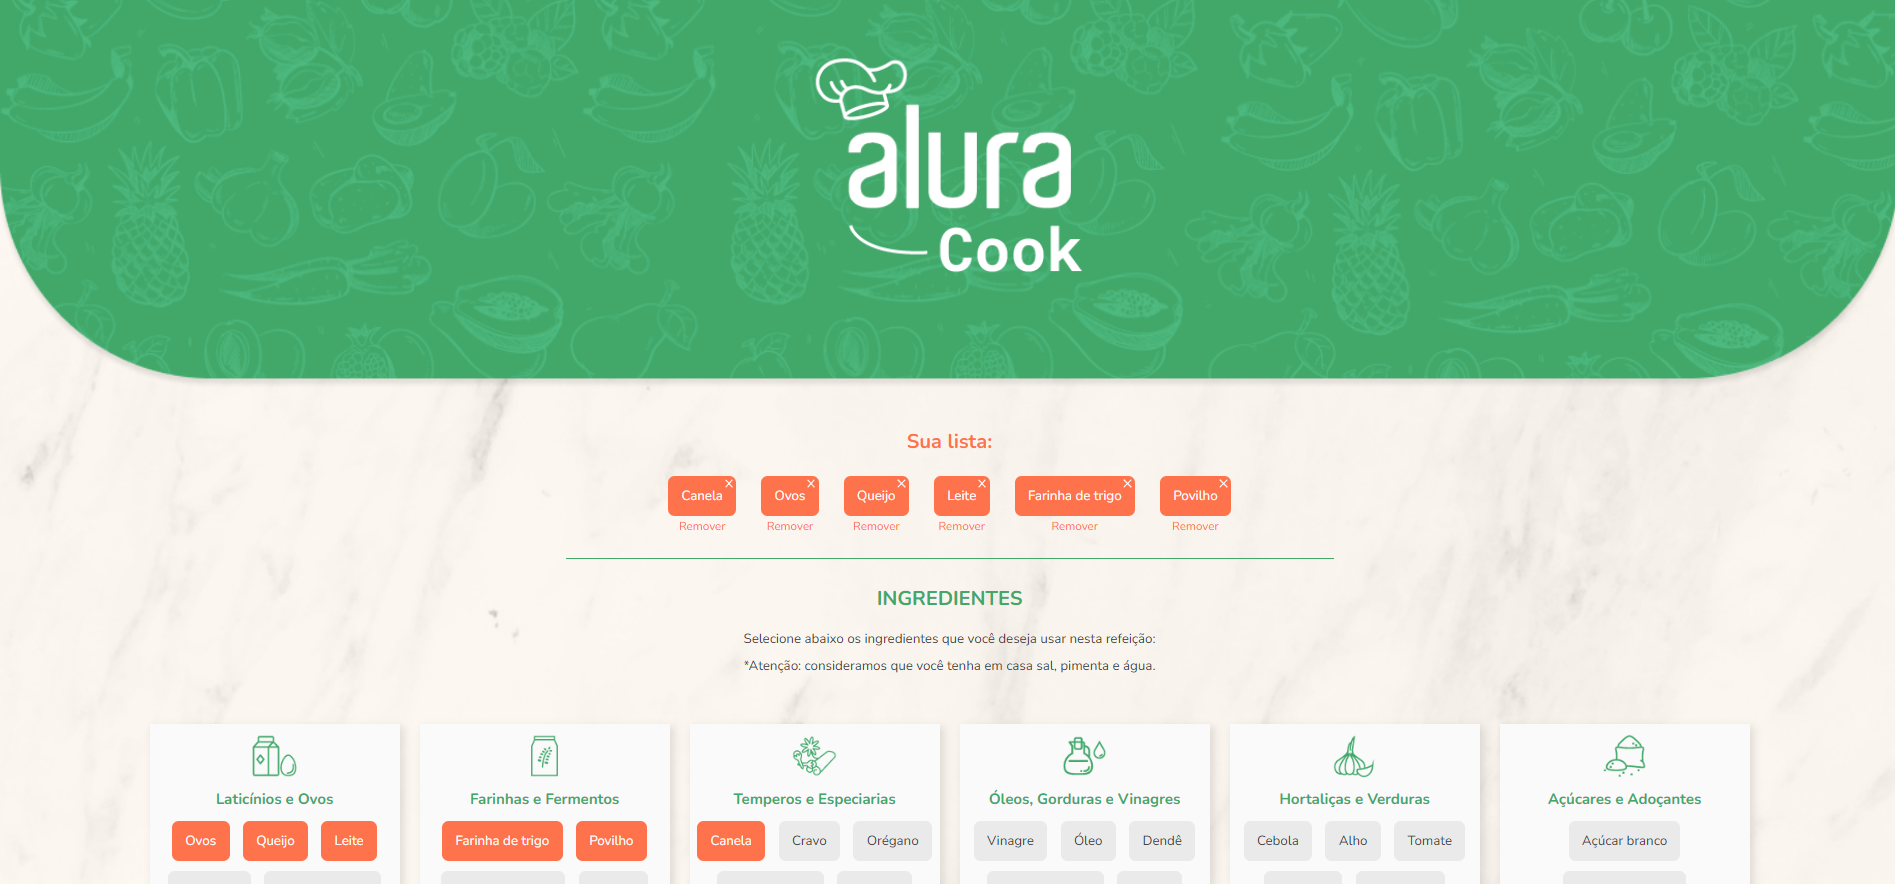 alura
Cook
Sua lista:
Canela Ovos Queijo Leite Farinha de trigo Povilho
Remover Remover Remover Remover Remover Remover
INGREDIENTES
Selecione abaixo os ingredientes que você deseja usar nesta refeição:
*Atenção: consideramos que você tenha em casa sal, pimenta e água.
Laticínios e Ovos
Ovos Queijo Leite
Farinhas e Fermentos
Farinha de trigo Povilho
Temperos e Especiarias
Canela Cravo Orégano
Óleos, Gorduras e Vinagres
Vinagre Óleo Dendê
Hortaliças e Verduras
Cebola Alho Tomate
Açúcares e Adoçantes
Açúcar branco